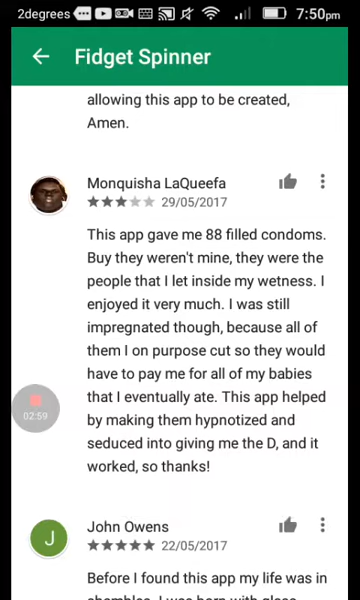 2degrees 7:50pm
Fidget Spinner
allowing this app to be created,
Amen.
Monquisha LaQueefa
29/05/2017
This app gave me 88 filled condoms.
Buy they weren't mine, they were the
people that I let inside my wetness. I
enjoyed it very much. I was still
impregnated though, because all of
them I on purpose cut so they would
have to pay me for all of my babies
that I eventually ate. This app helped
by making them hypnotized and
seduced into giving me the D, and it
worked, so thanks!
02:59
J
John Owens
22/05/2017
Before I found this app my life was in
shambles. I was born with glass